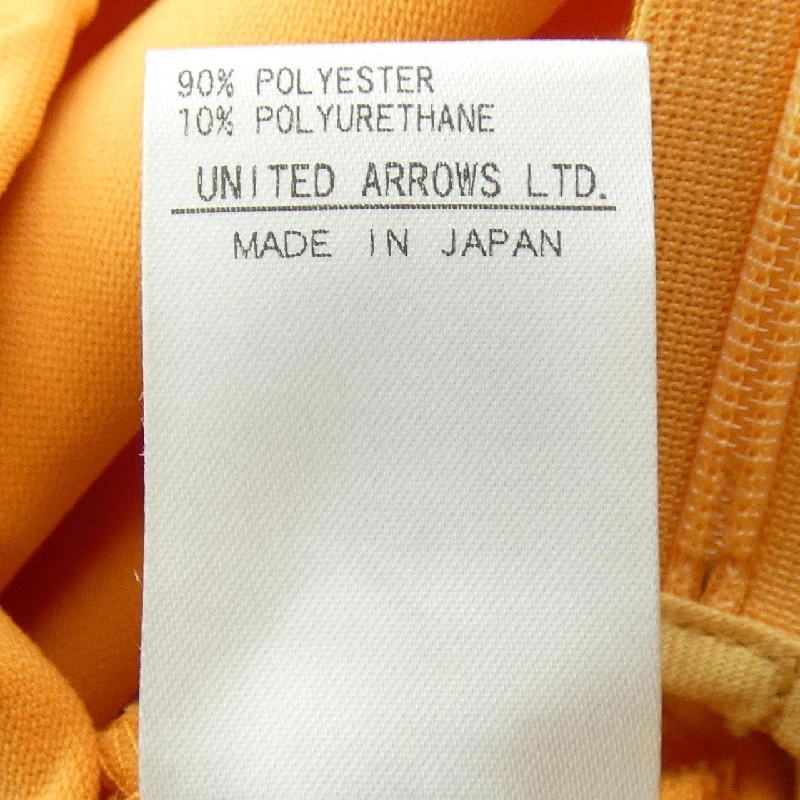 90% POLYESTER
10% POLYURETHANE
UNITED ARROWS LTD.
MADE IN JAPAN